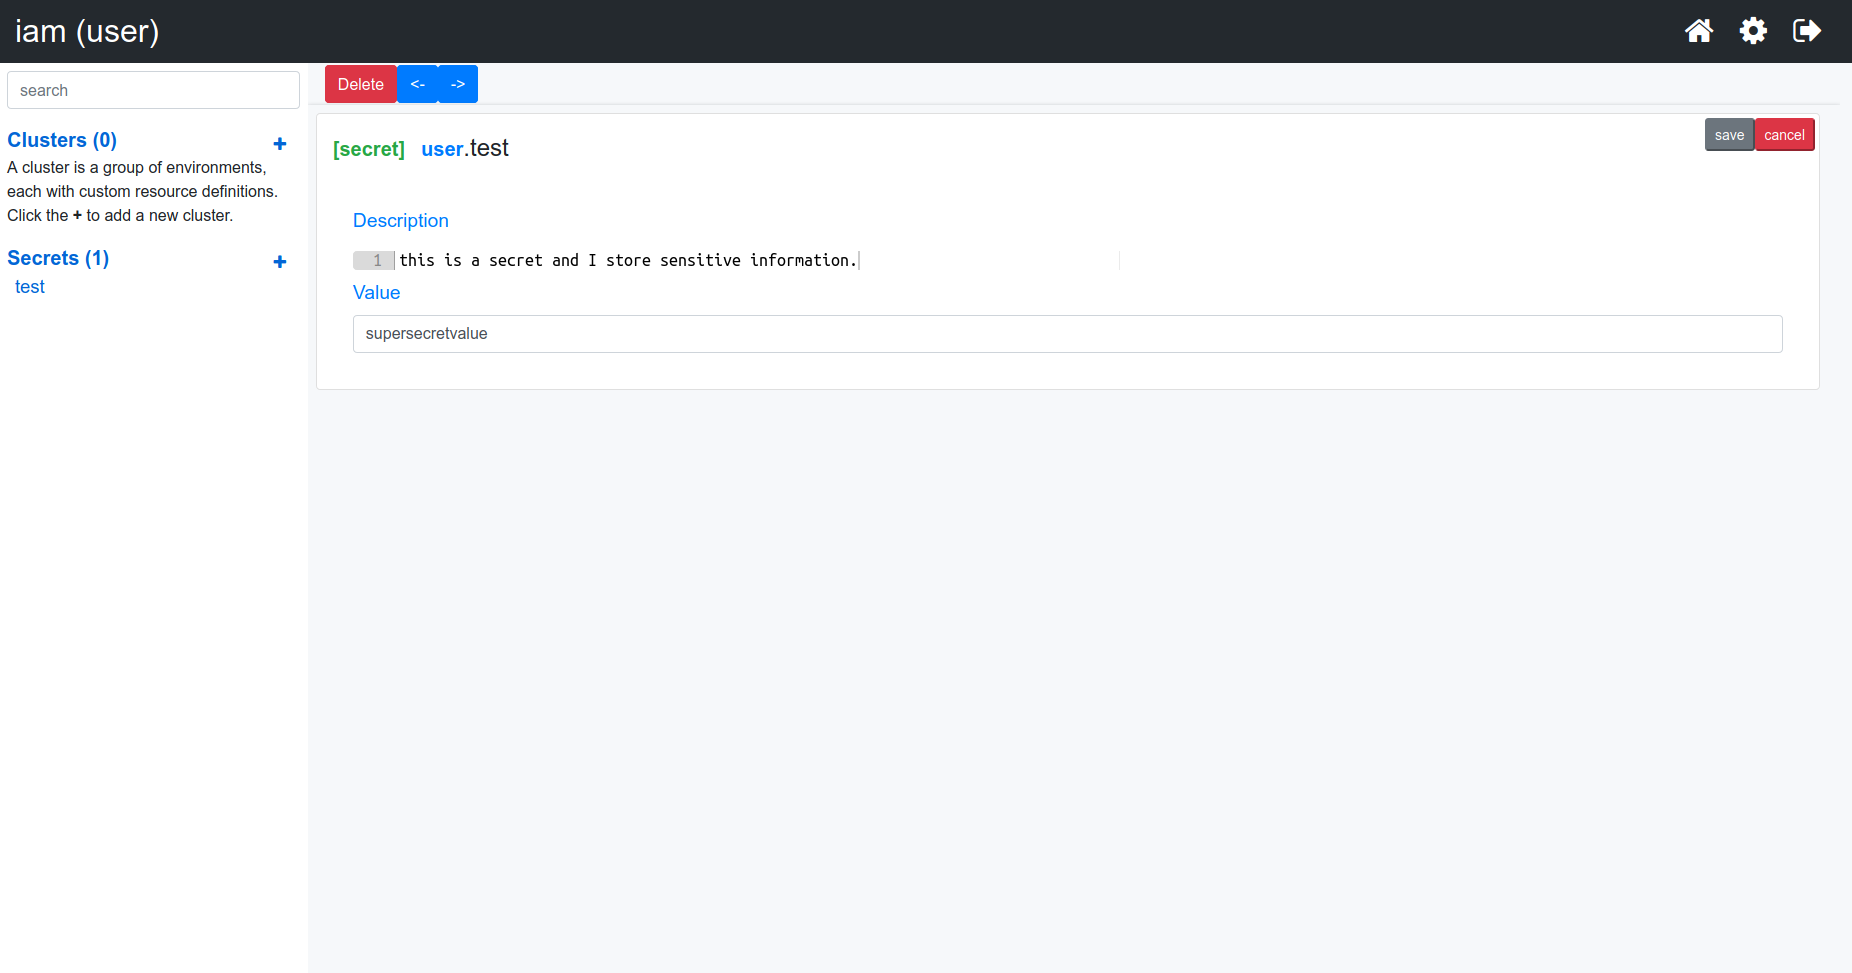 iam (user)
search
Clusters (0)
+
A cluster is a group of environments,
each with custom resource definitions.
Click the + to add a new cluster.
Secrets (1)
+
test
Delete
<-
->
[secret] user.test
save
cancel
Description
1 this is a secret and I store sensitive information.
Value
supersecretvalue